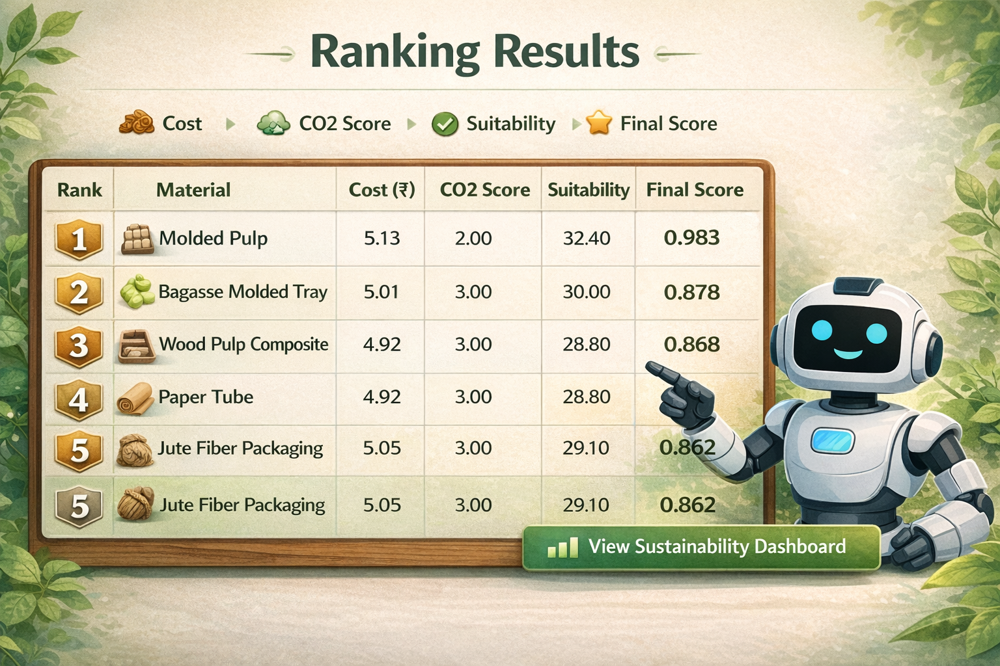 Ranking Results
Cost CO2 Score Suitability Final Score
Rank Material Cost (₹) CO2 Score Suitability Final Score
1 Molded Pulp 5.13 2.00 32.40 0.983
2 Bagasse Molded Tray 5.01 3.00 30.00 0.878
3 Wood Pulp Composite 4.92 3.00 28.80 0.868
4 Paper Tube 4.92 3.00 28.80
5 Jute Fiber Packaging 5.05 3.00 29.10 0.862
5 Jute Fiber Packaging 5.05 3.00 29.10 0.862
View Sustainability Dashboard